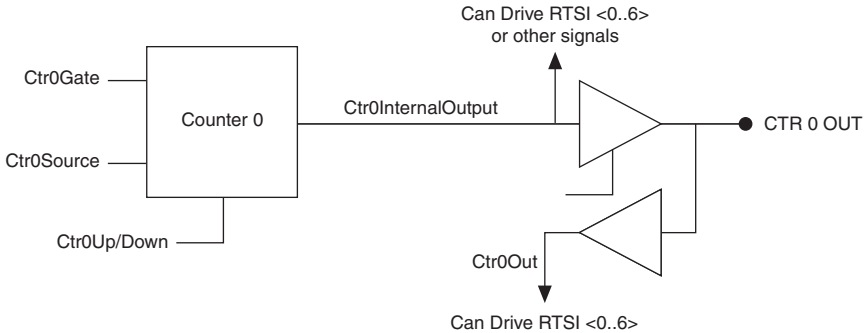 Can Drive RTSI <0..6>
or other signals
Ctr0Gate
Counter 0
Ctr0InternalOutput
CTR 0 OUT
Ctr0Source
Ctr0Up/Down
Ctr0Out
Can Drive RTSI <0..6>